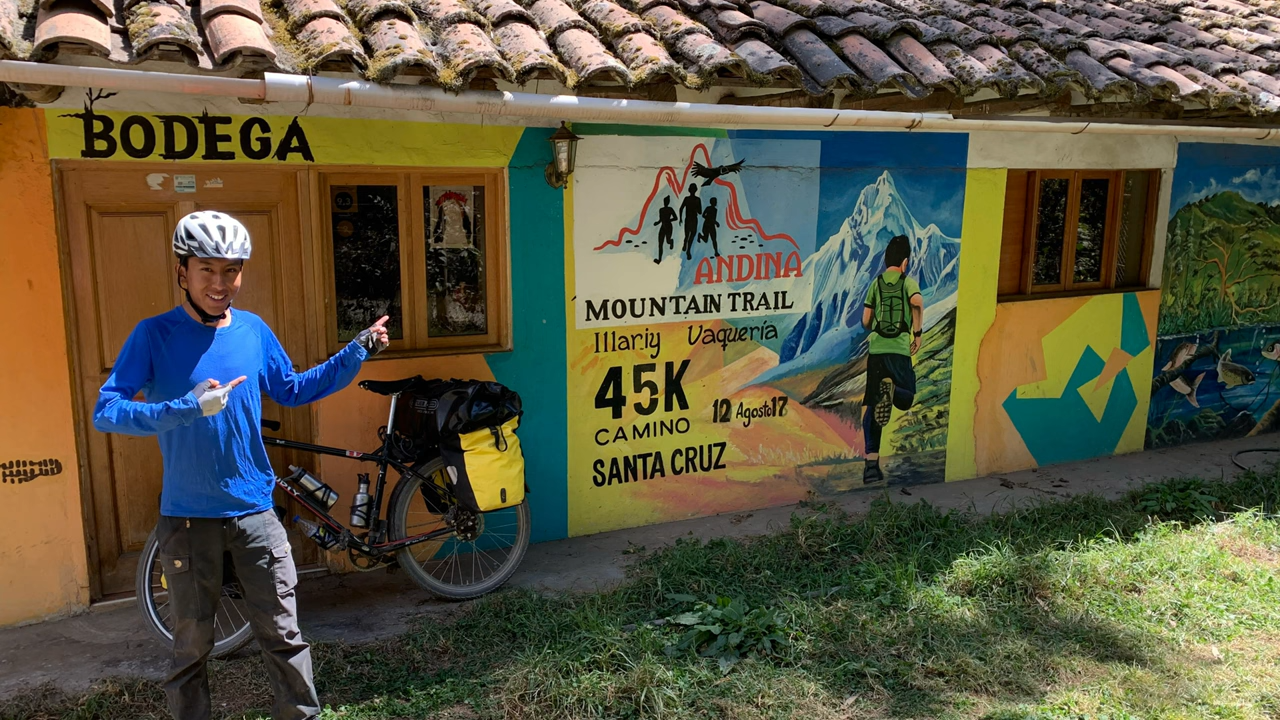 BODEGA
ANDINA
MOUNTAIN TRAIL
Illariy Vaquería
45K
12 Agosto17
CAMINO
SANTA CRUZ